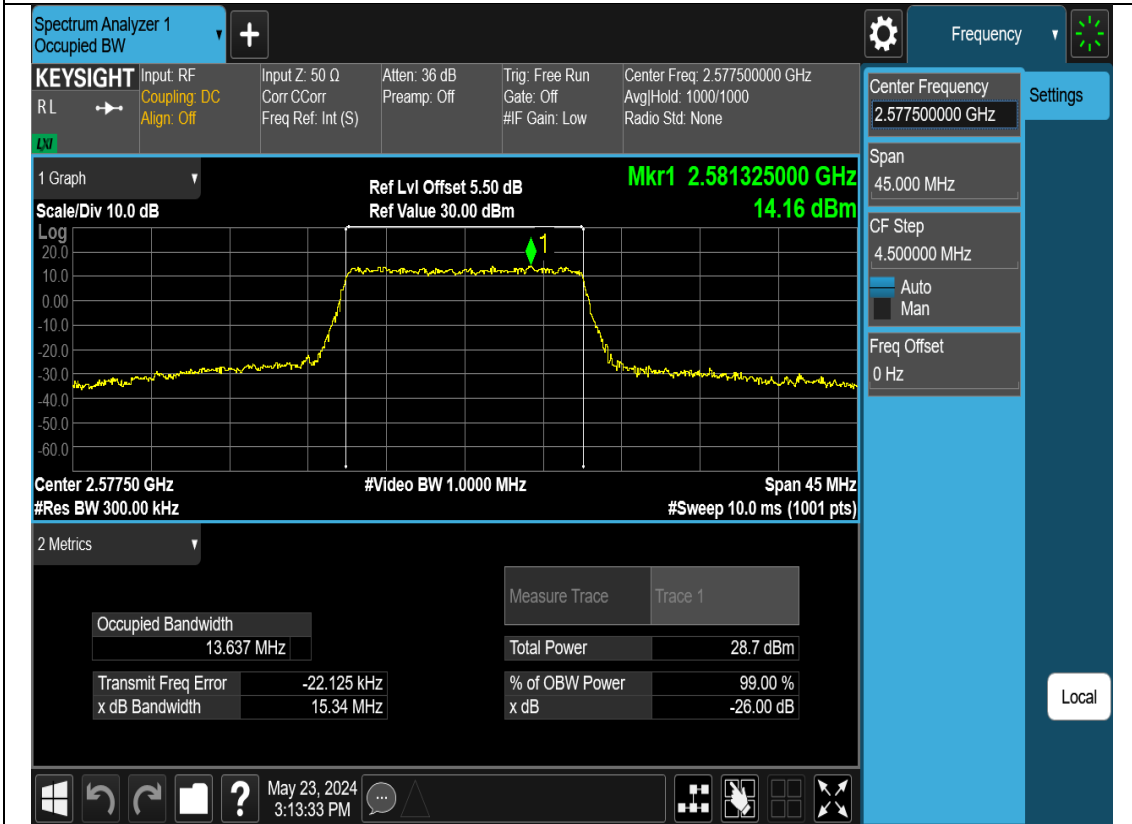 Spectrum Analyzer 1
Occupied BW
▼
+
Frequency
▼
KEYSIGHT
RL
LXI
Input: RF
Coupling: DC
Align: Off
Input Z: 50 Ω
Corr CCorr
Freq Ref: Int (S)
Atten: 36 dB
Preamp: Off
Trig: Free Run
Gate: Off
#IF Gain: Low
Center Freq: 2.577500000 GHz
Avg|Hold: 1000/1000
Radio Std: None
Center Frequency
2.577500000 GHz
Settings
Span
45.000 MHz
CF Step
4.500000 MHz
Auto
Man
Freq Offset
0 Hz
Local
1 Graph ▼
Ref Lvl Offset 5.50 dB
Mkr1 2.581325000 GHz
Scale/Div 10.0 dB
Ref Value 30.00 dBm
14.16 dBm
Log
1
20.0
10.0
0.00
-10.0
-20.0
-30.0
-40.0
-50.0
-60.0
Center 2.57750 GHz
#Video BW 1.0000 MHz
Span 45 MHz
#Res BW 300.00 kHz
#Sweep 10.0 ms (1001 pts)
2 Metrics ▼
Measure Trace Trace 1
Occupied Bandwidth
13.637 MHz
Total Power 28.7 dBm
Transmit Freq Error -22.125 kHz
% of OBW Power 99.00 %
x dB Bandwidth 15.34 MHz
x dB -26.00 dB
?
May 23, 2024
3:13:33 PM